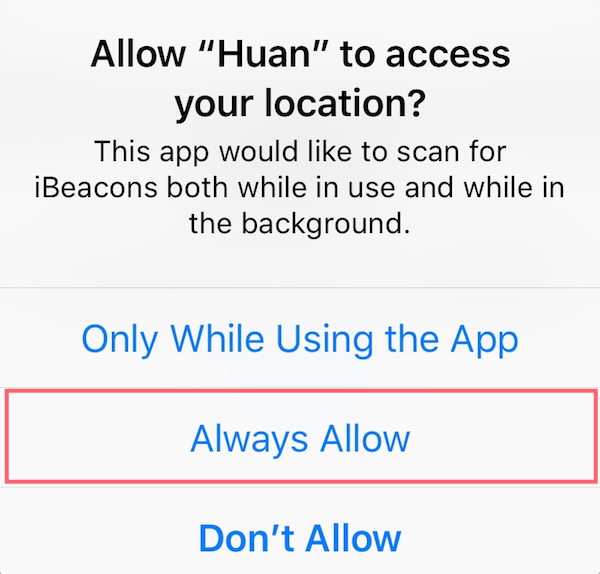 Allow “Huan” to access
your location?
This app would like to scan for
iBeacons both while in use and while in
the background.
Only While Using the App
Always Allow
Don’t Allow